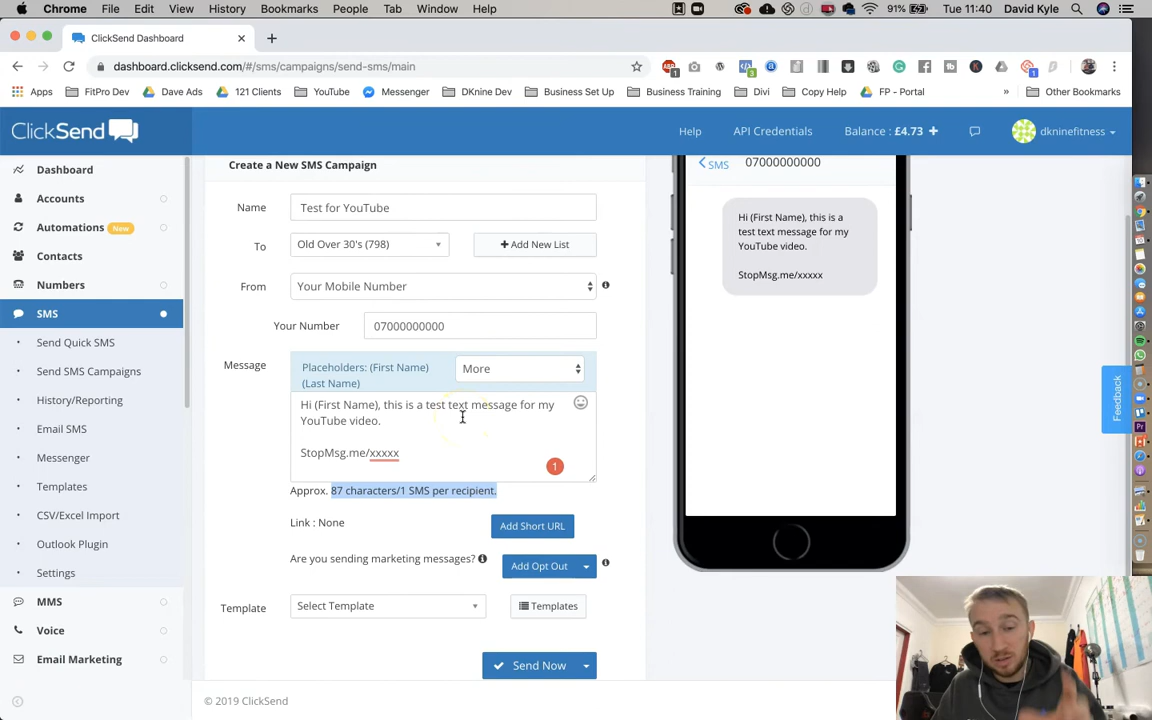 Chrome File Edit View History Bookmarks People Tab Window Help 91% Tue 11:40 David Kyle
ClickSend Dashboard
dashboard.clicksend.com/#/sms/campaigns/send-sms/main
Apps FitPro Dev Dave Ads 121 Clients YouTube Messenger DKnine Dev Business Set Up Business Training Divi Copy Help FP - Portal » Other Bookmarks
ClickSend Help API Credentials Balance : £4.73 + dkninefitness
Dashboard
Accounts
Automations New
Contacts
Numbers
SMS
Send Quick SMS
Send SMS Campaigns
History/Reporting
Email SMS
Messenger
Templates
CSV/Excel Import
Outlook Plugin
Settings
MMS
Voice
Email Marketing
Create a New SMS Campaign
Name Test for YouTube
To Old Over 30's (798) + Add New List
From Your Mobile Number
Your Number 07000000000
Message Placeholders: (First Name) More
(Last Name)
Hi (First Name), this is a test text message for my
YouTube video.
StopMsg.me/xxxxx
1
Approx. 87 characters/1 SMS per recipient.
Link : None Add Short URL
Are you sending marketing messages? Add Opt Out
Template Select Template Templates
Send Now
© 2019 ClickSend
SMS 07000000000
Hi (First Name), this is a
test text message for my
YouTube video.
StopMsg.me/xxxxx
Feedback